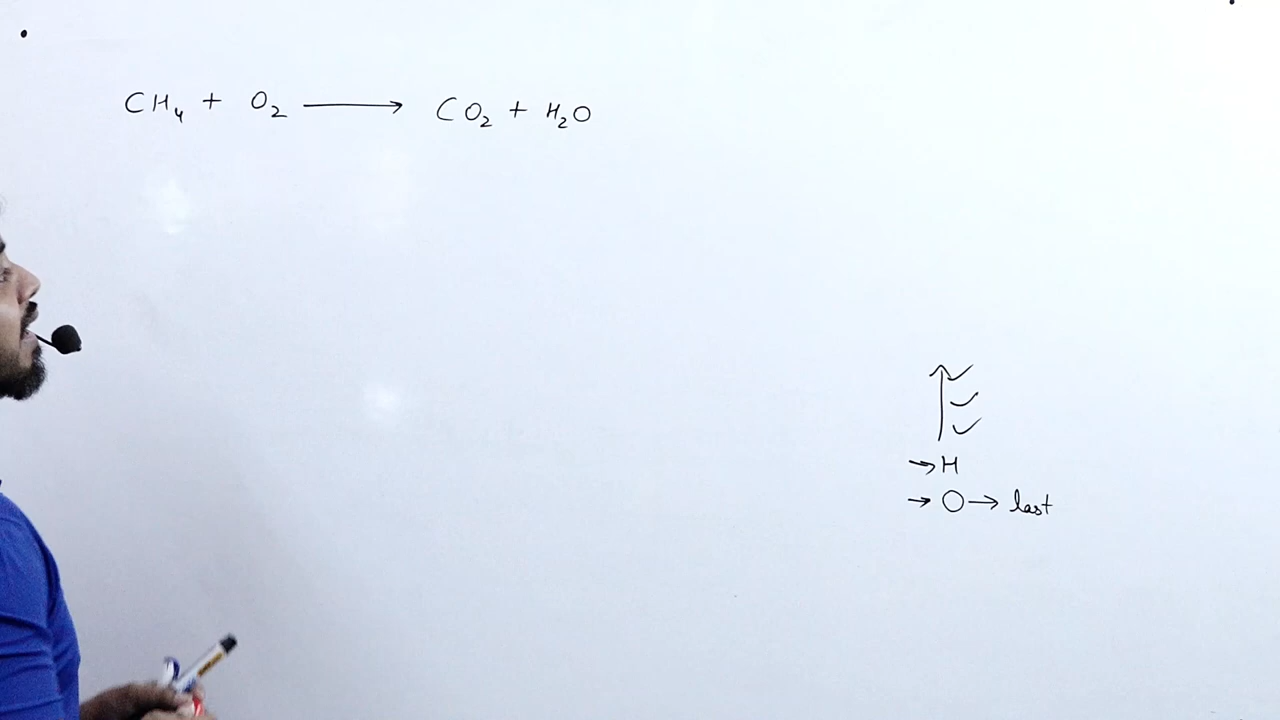 CH₄ + O₂ ⟶ CO₂ + H₂O
→ H
→ O → last